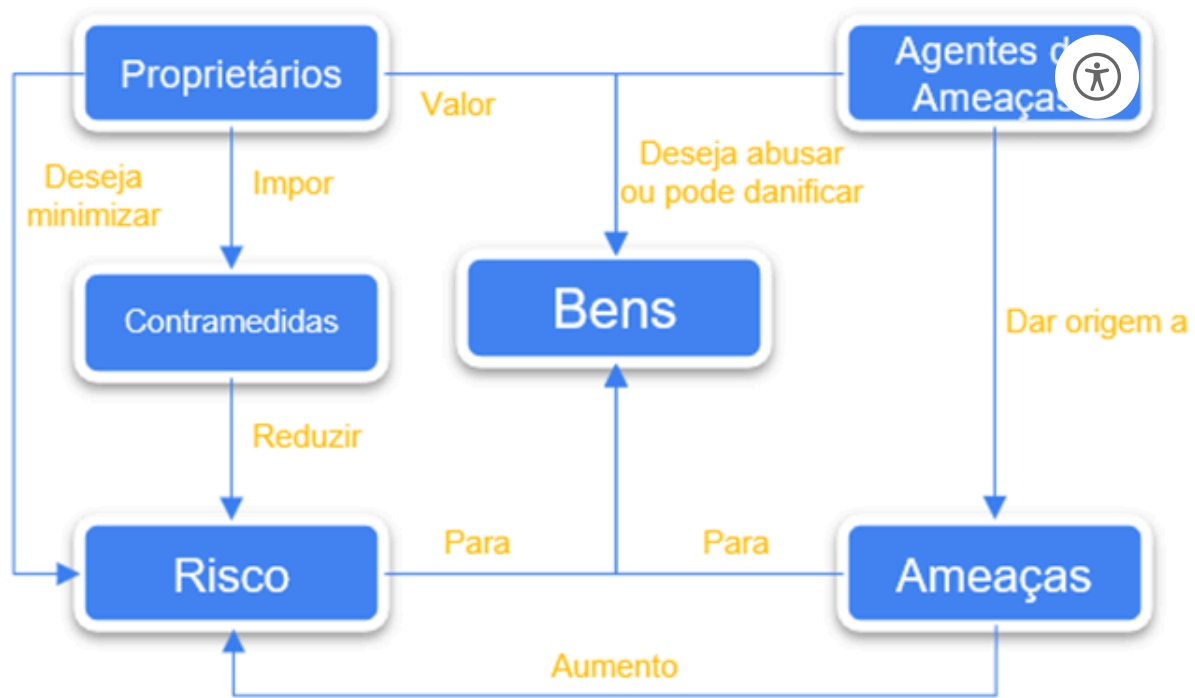 Proprietários
Agentes
Ameaças
Valor
Deseja
minimizar
Impor
Deseja abusar
ou pode danificar
Contramedidas
Bens
Dar origem a
Reduzir
Risco
Para
Para
Ameaças
Aumento